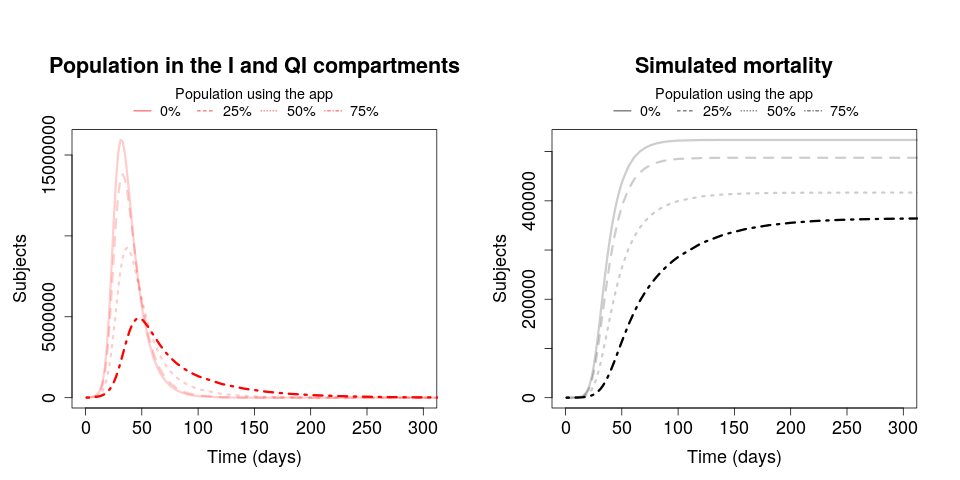 Population in the I and QI compartments
Population using the app
0% 25% 50% 75%
15000000
5000000
0
Subjects
0 50 100 150 200 250 300
Time (days)
Simulated mortality
Population using the app
0% 25% 50% 75%
400000
200000
0
Subjects
0 50 100 150 200 250 300
Time (days)